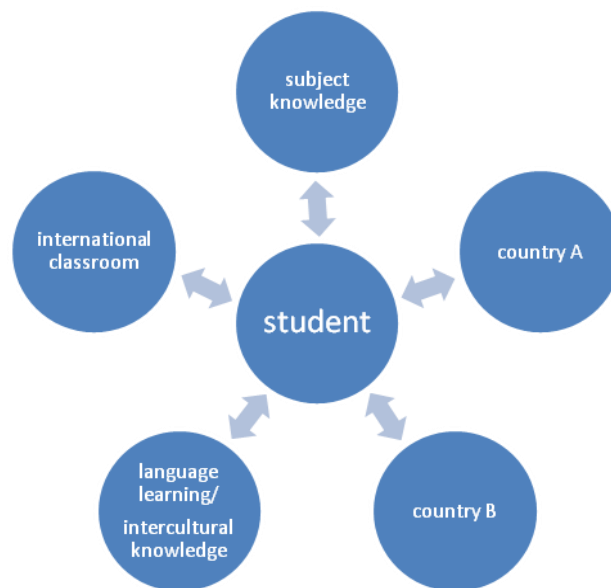 subject
knowledge
international
classroom
country A
student
language
learning/
intercultural
knowledge
country B